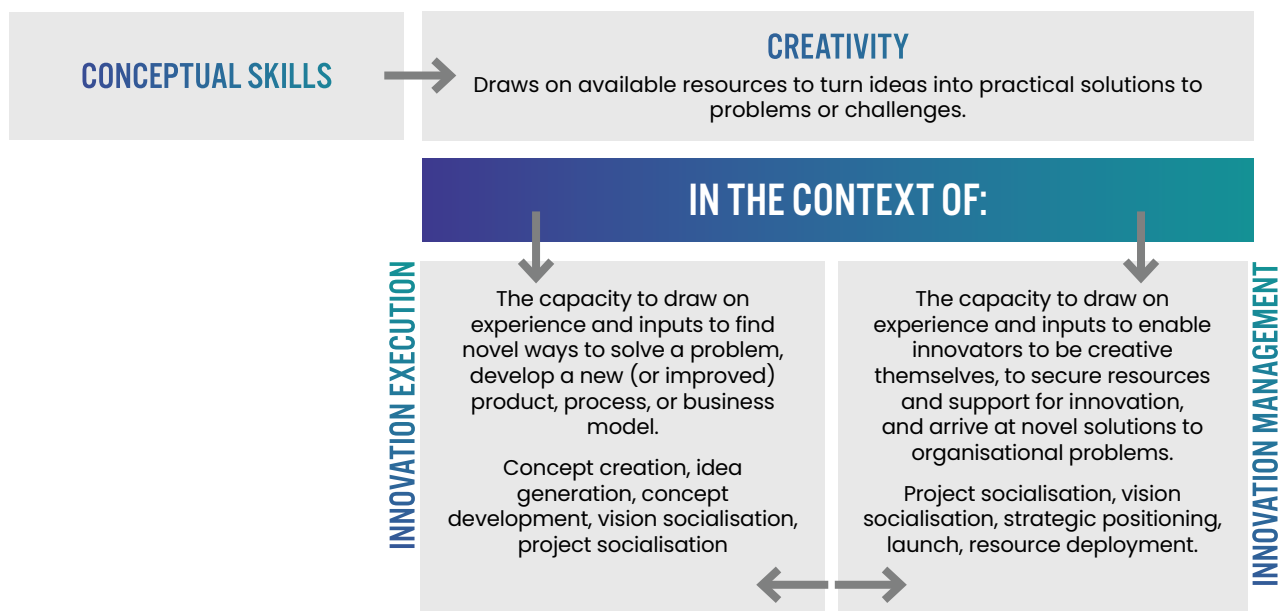 CONCEPTUAL SKILLS
CREATIVITY
Draws on available resources to turn ideas into practical solutions to
problems or challenges.
IN THE CONTEXT OF:
INNOVATION EXECUTION
The capacity to draw on
experience and inputs to find
novel ways to solve a problem,
develop a new (or improved)
product, process, or business
model.
Concept creation, idea
generation, concept
development, vision socialisation,
project socialisation
The capacity to draw on
experience and inputs to enable
innovators to be creative
themselves, to secure resources
and support for innovation,
and arrive at novel solutions to
organisational problems.
Project socialisation, vision
socialisation, strategic positioning,
launch, resource deployment.
INNOVATION MANAGEMENT